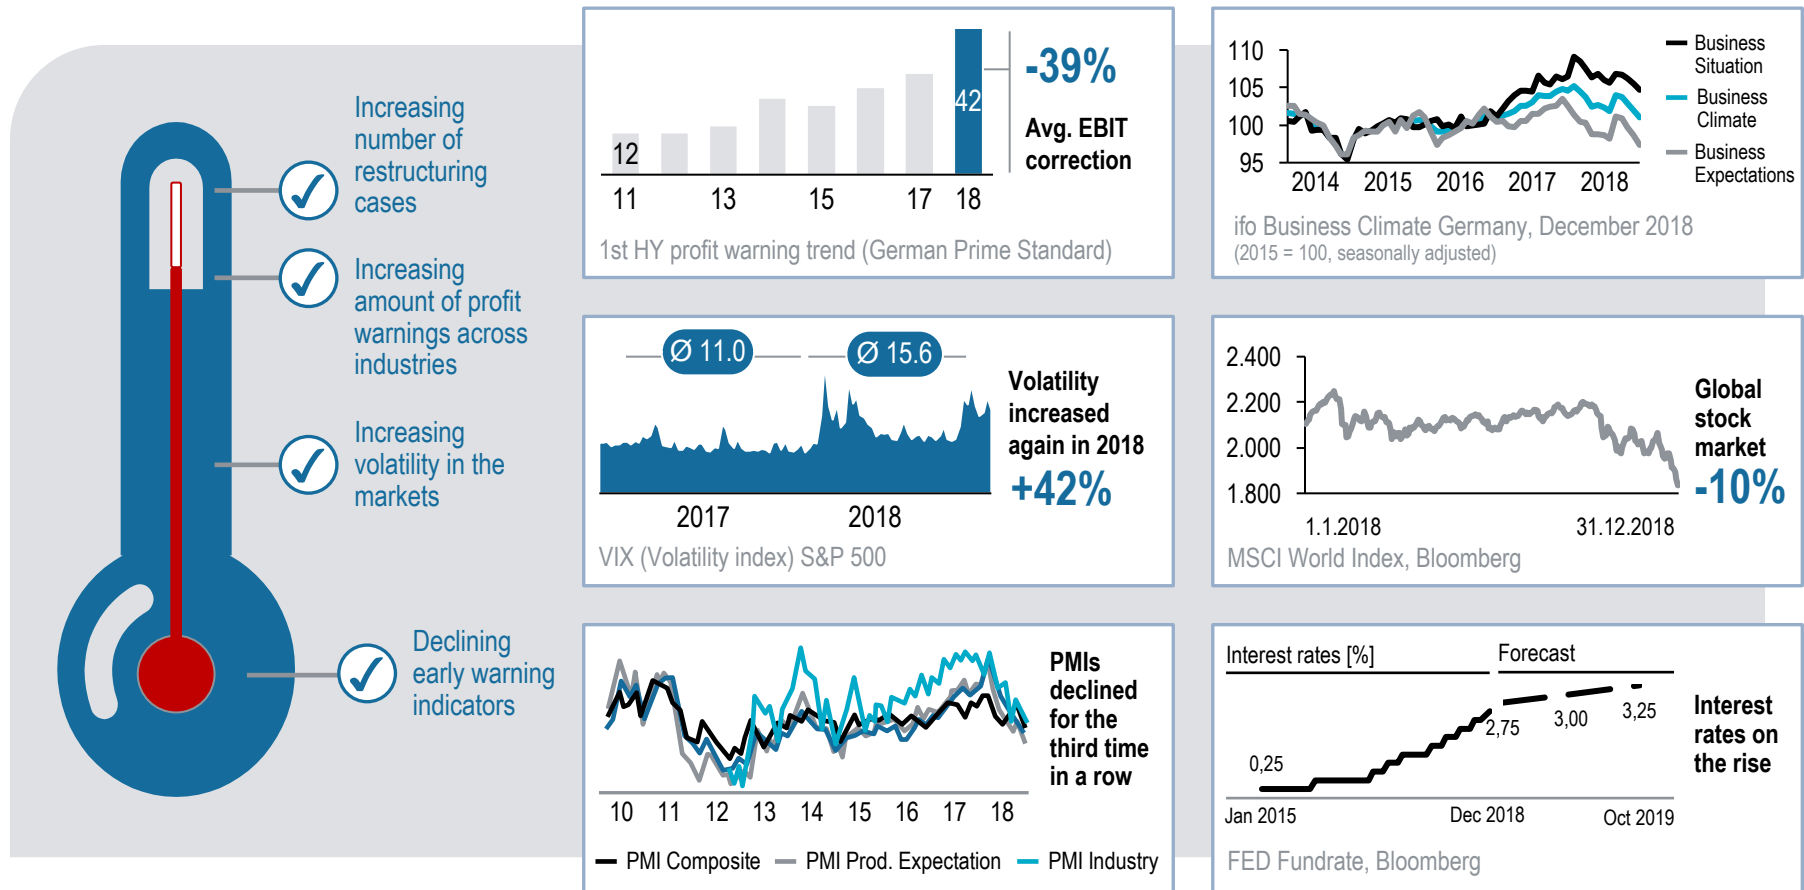 Increasing
number of
restructuring
cases
Increasing
amount of profit
warnings across
industries
Increasing
volatility in the
markets
Declining
early warning
indicators
12
42
11 13 15 17 18
-39%
Avg. EBIT
correction
1st HY profit warning trend (German Prime Standard)
110
105
100
95
2014 2015 2016 2017 2018
Business
Situation
Business
Climate
Business
Expectations
ifo Business Climate Germany, December 2018
(2015 = 100, seasonally adjusted)
Ø 11.0
Ø 15.6
2017 2018
Volatility
increased
again in 2018
+42%
VIX (Volatility index) S&P 500
2.400
2.200
2.000
1.800
1.1.2018 31.12.2018
Global
stock
market
-10%
MSCI World Index, Bloomberg
10 11 12 13 14 15 16 17 18
PMIs
declined
for the
third time
in a row
PMI Composite PMI Prod. Expectation PMI Industry
Interest rates [%] Forecast
0,25
2,75
3,00
3,25
Jan 2015 Dec 2018 Oct 2019
Interest
rates on
the rise
FED Fundrate, Bloomberg